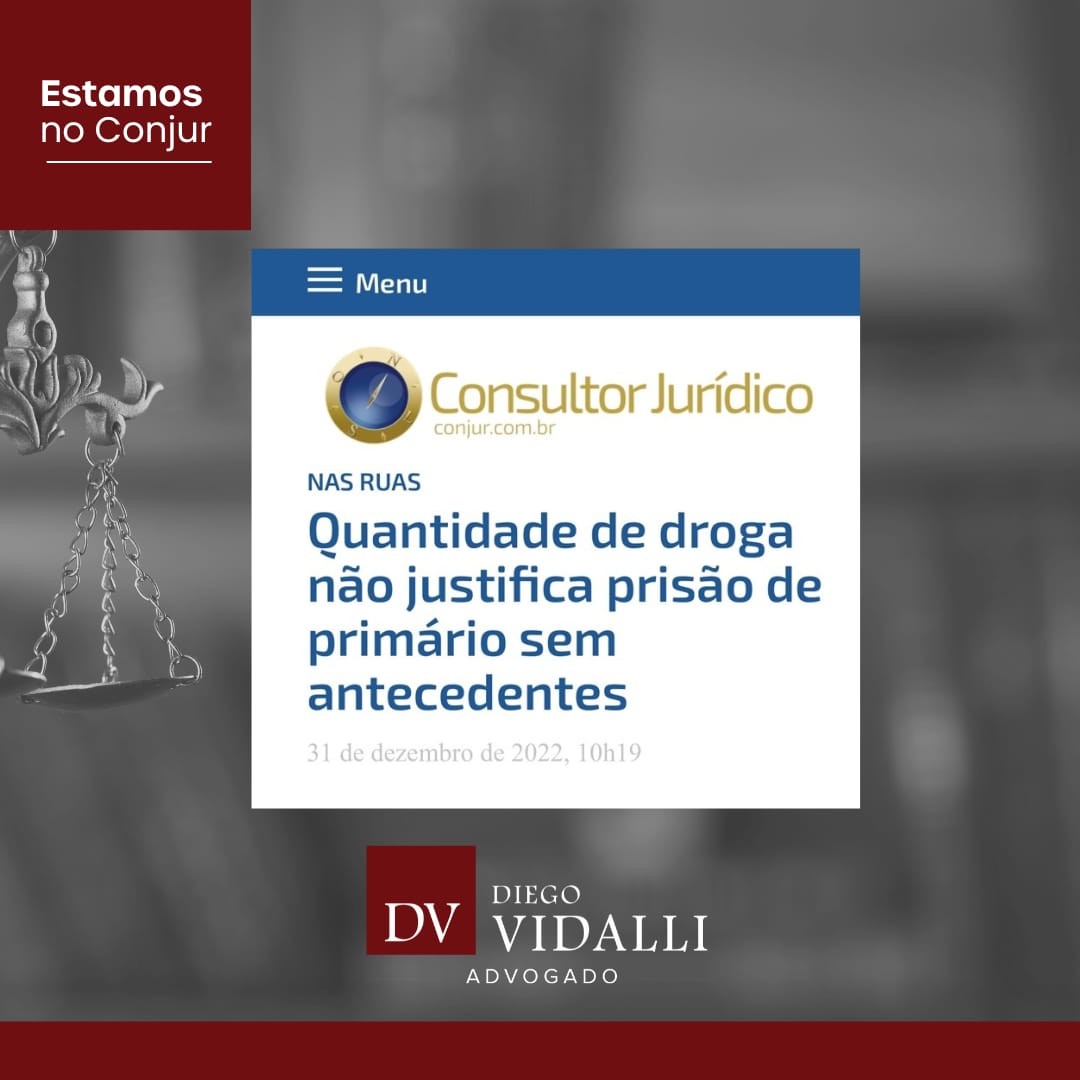 Estamos
no Conjur
Menu
N
O
U
S
Consultor Jurídico
conjur.com.br
NAS RUAS
Quantidade de droga
não justifica prisão de
primário sem
antecedentes
31 de dezembro de 2022, 10h19
DV
DIEGO
VIDALLI
ADVOGADO